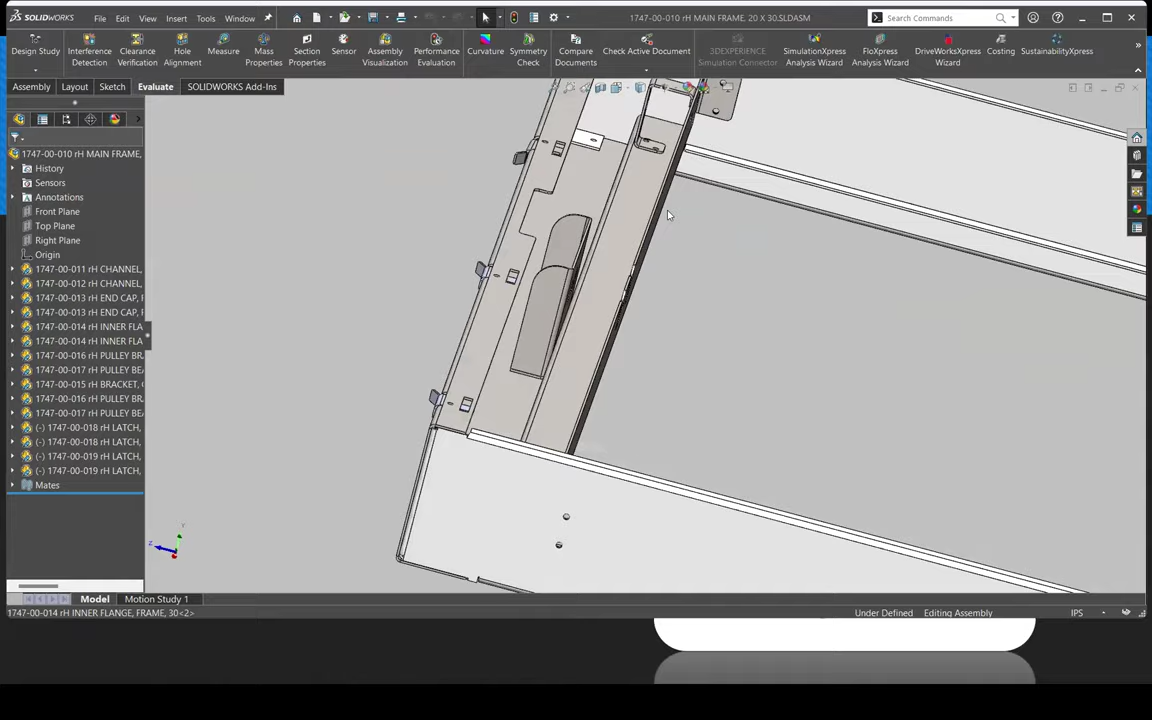 SOLIDWORKS File Edit View Insert Tools Window 1747-00-010 rH MAIN FRAME, 20 X 30.SLDASM Search Commands
Design Study Interference Detection Clearance Verification Hole Alignment Measure Mass Properties Section Properties Sensor Assembly Visualization Performance Evaluation Curvature Symmetry Check Compare Documents Check Active Document 3DEXPERIENCE Simulation Connector SimulationXpress Analysis Wizard FloXpress Analysis Wizard DriveWorksXpress Wizard Costing SustainabilityXpress
Assembly Layout Sketch Evaluate SOLIDWORKS Add-Ins
1747-00-010 rH MAIN FRAME,
History
Sensors
Annotations
Front Plane
Top Plane
Right Plane
Origin
1747-00-011 rH CHANNEL,
1747-00-012 rH CHANNEL,
1747-00-013 rH END CAP, F
1747-00-013 rH END CAP, F
1747-00-014 rH INNER FLA
1747-00-014 rH INNER FLA
1747-00-016 rH PULLEY BR
1747-00-017 rH PULLEY BEA
1747-00-015 rH BRACKET, C
1747-00-016 rH PULLEY BR
1747-00-017 rH PULLEY BEA
(-) 1747-00-018 rH LATCH,
(-) 1747-00-018 rH LATCH,
(-) 1747-00-019 rH LATCH,
(-) 1747-00-019 rH LATCH,
Mates
Y
Z
Model Motion Study 1
1747-00-014 rH INNER FLANGE, FRAME, 30<2> Under Defined Editing Assembly IPS